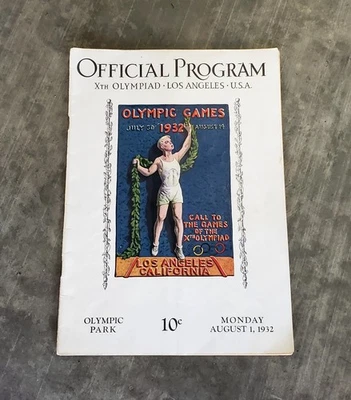 OFFICIAL PROGRAM
XTH OLYMPIAD · LOS ANGELES · U.S.A.
OLYMPIC GAMES
JULY 30 1932 AUGUST 14
CALL TO
THE GAMES
OF THE
XTH OLYMPIAD
LOS ANGELES
CALIFORNIA
OLYMPIC
PARK
10¢
MONDAY
AUGUST 1, 1932